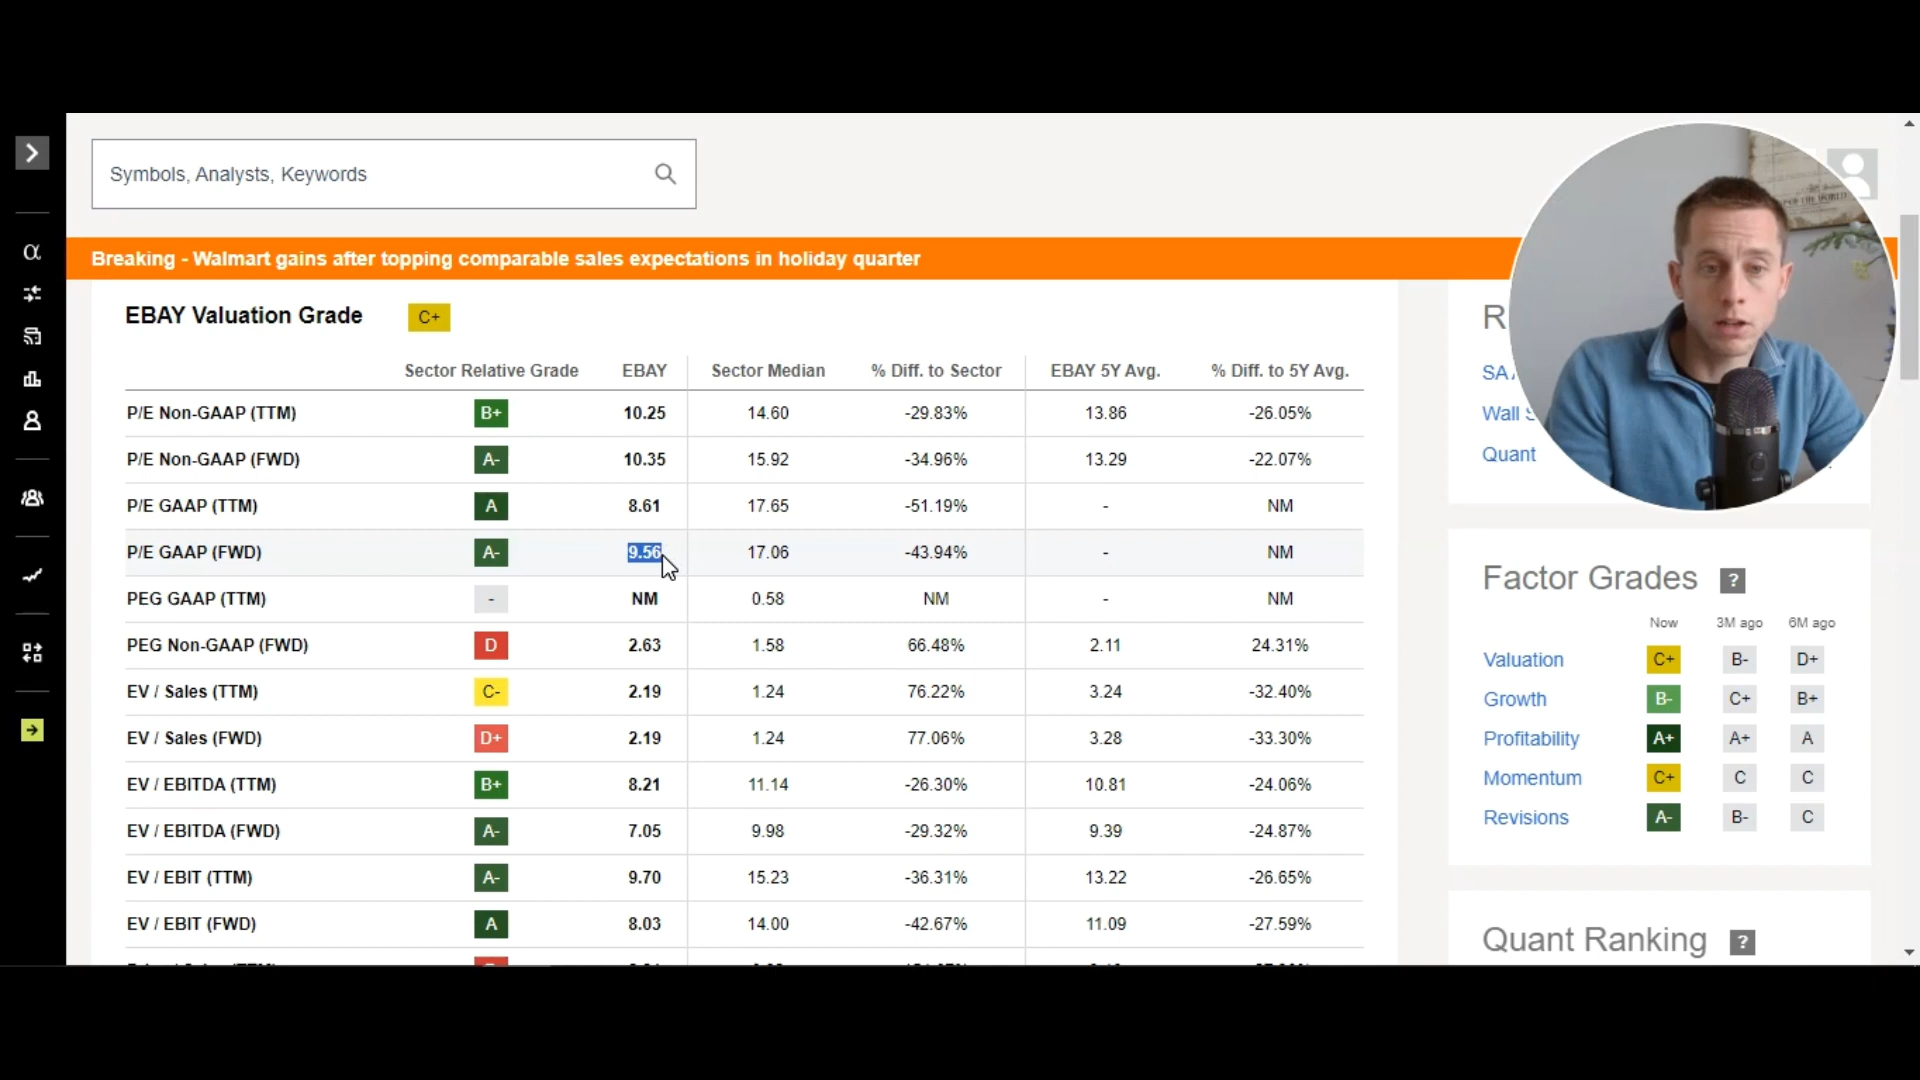 Symbols, Analysts, Keywords
Breaking - Walmart gains after topping comparable sales expectations in holiday quarter
EBAY Valuation Grade C+
Sector Relative Grade EBAY Sector Median % Diff. to Sector EBAY 5Y Avg. % Diff. to 5Y Avg.
P/E Non-GAAP (TTM) B+ 10.25 14.60 -29.83% 13.86 -26.05%
P/E Non-GAAP (FWD) A- 10.35 15.92 -34.96% 13.29 -22.07%
P/E GAAP (TTM) A 8.61 17.65 -51.19% - NM
P/E GAAP (FWD) A- 9.56 17.06 -43.94% - NM
PEG GAAP (TTM) - NM 0.58 NM - NM
PEG Non-GAAP (FWD) D 2.63 1.58 66.48% 2.11 24.31%
EV / Sales (TTM) C- 2.19 1.24 76.22% 3.24 -32.40%
EV / Sales (FWD) D+ 2.19 1.24 77.06% 3.28 -33.30%
EV / EBITDA (TTM) B+ 8.21 11.14 -26.30% 10.81 -24.06%
EV / EBITDA (FWD) A- 7.05 9.98 -29.32% 9.39 -24.87%
EV / EBIT (TTM) A- 9.70 15.23 -36.31% 13.22 -26.65%
EV / EBIT (FWD) A 8.03 14.00 -42.67% 11.09 -27.59%
R
SA
Wall S
Quant
Factor Grades ?
Now 3M ago 6M ago
Valuation C+ B- D+
Growth B- C+ B+
Profitability A+ A+ A
Momentum C+ C C
Revisions A- B- C
Quant Ranking ?